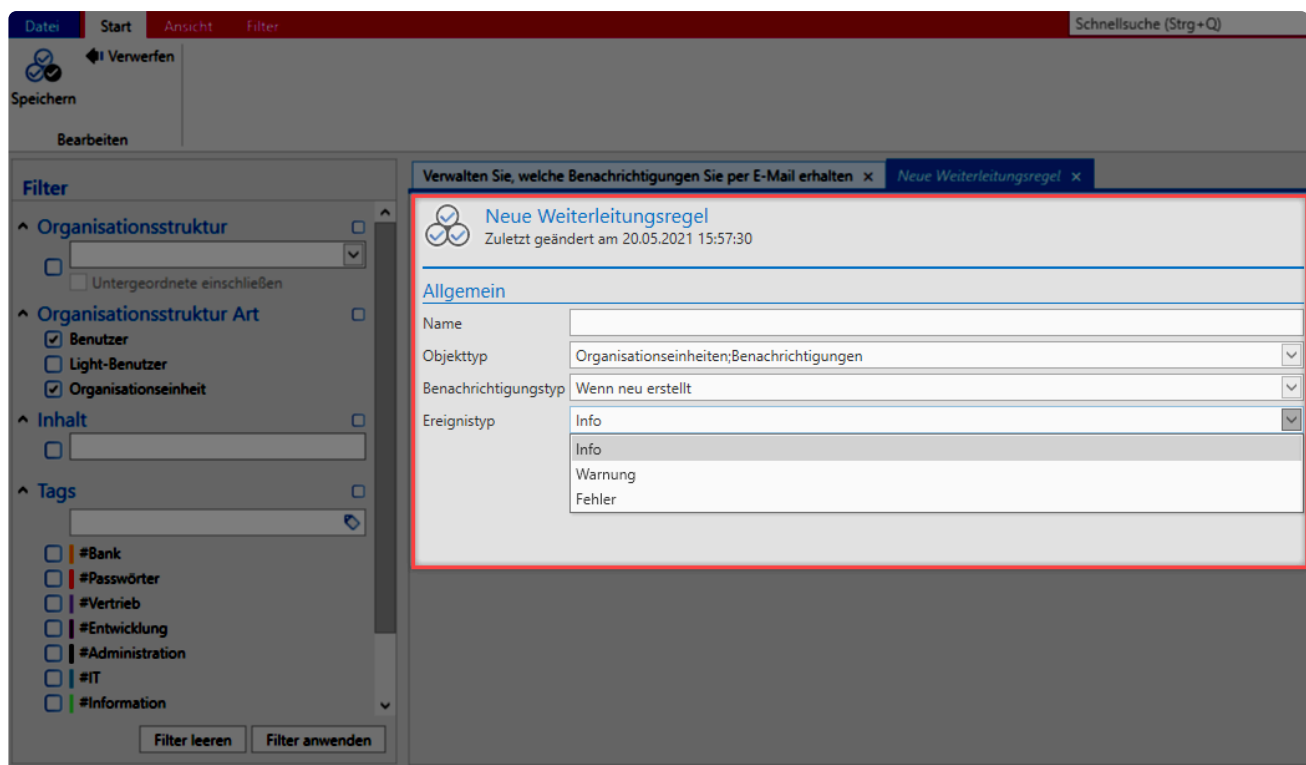 Datei Start Ansicht Filter Schnellsuche (Strg+Q)
Verwerfen
Speichern
Bearbeiten
Filter
Organisationsstruktur
Untergeordnete einschließen
Organisationsstruktur Art
Benutzer
Light-Benutzer
Organisationseinheit
Inhalt
Tags
#Bank
#Passwörter
#Vertrieb
#Entwicklung
#Administration
#IT
#Information
Filter leeren Filter anwenden
Verwalten Sie, welche Benachrichtigungen Sie per E-Mail erhalten × Neue Weiterleitungsregel ×
Neue Weiterleitungsregel
Zuletzt geändert am 20.05.2021 15:57:30
Allgemein
Name
Objekttyp Organisationseinheiten;Benachrichtigungen
Benachrichtigungstyp Wenn neu erstellt
Ereignistyp Info
Info
Warnung
Fehler